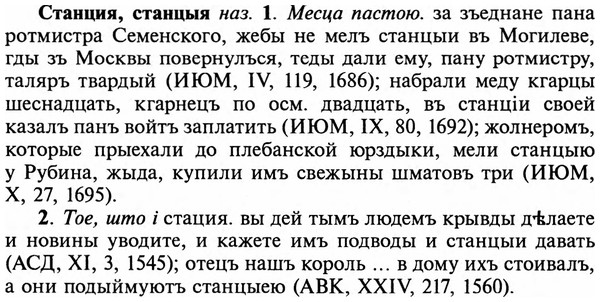 Станция, станцыя наз. 1. Месца пастою. за зъеднане пана
ротмистра Семенского, жебы не мелъ станцыи въ Могилеве,
гды зъ Москвы повернулъся, теды дали ему, пану ротмистру,
таляръ твардый (ИЮМ, IV, 119, 1686); набрали меду кгарцы
шеснадцать, кгарнецъ по осм. двадцать, въ станціи своей
казалъ панъ войтъ заплатить (ИЮМ, IX, 80, 1692); жолнеромъ,
которые прыехали до плебанской юрздыки, мели станцыю
у Рубина, жыда, купили имъ свежыны шматовъ три (ИЮМ,
X, 27, 1695).
2. Тое, што і стация. вы дей тымъ людемъ крывды дѣлаете
и новины уводите, и кажете имъ подводы и станцыи давать
(АСД, XI, 3, 1545); отецъ нашъ король ... в дому ихъ стоивалъ,
а они подыймуютъ станцыею (АВК, XXIV, 217, 1560).